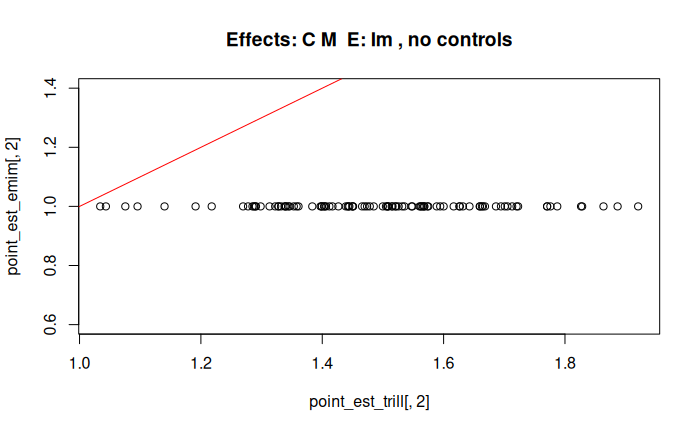 Effects: C M  E: Im , no controls
point_est_emim[, 2]
1.4
1.2
1.0
0.8
0.6
1.0 1.2 1.4 1.6 1.8
point_est_trill[, 2]